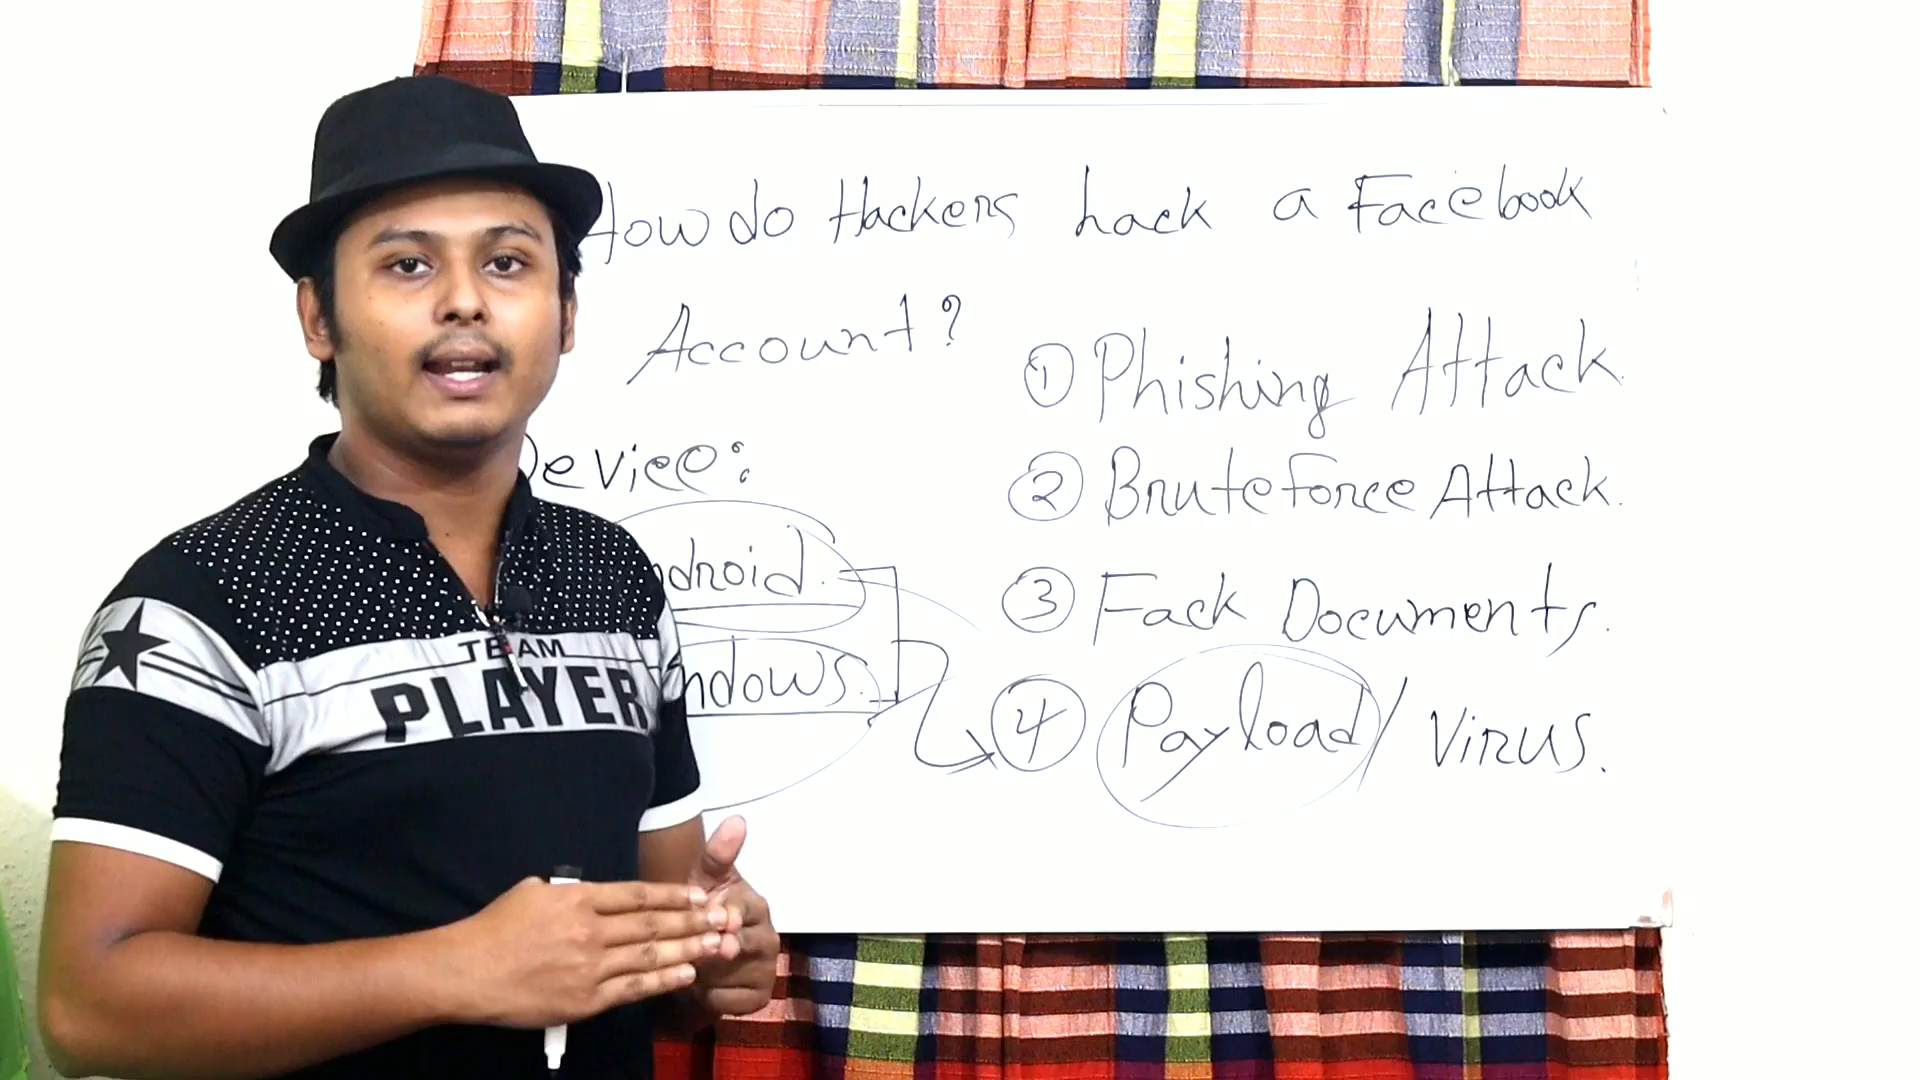 How do Hackers hack a Facebook
Account?
① Phishing Attack
② Bruteforce Attack.
③ Fack Documents.
④ Payload / Virus.
Device:
ndroid.
ndows.
TEAM
PLAYER